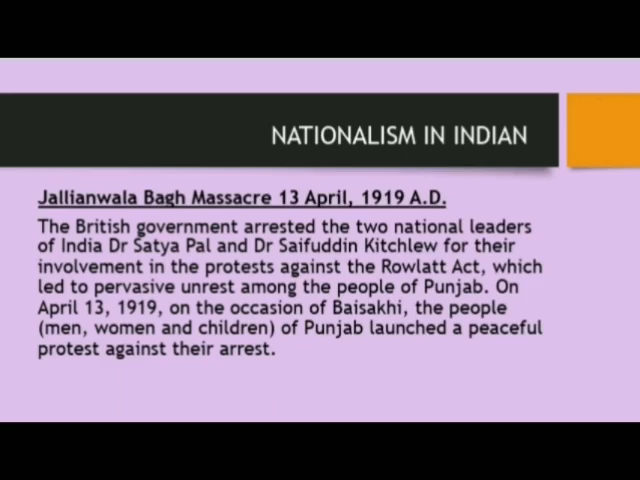 NATIONALISM IN INDIAN
Jallianwala Bagh Massacre 13 April, 1919 A.D.
The British government arrested the two national leaders
of India Dr Satya Pal and Dr Saifuddin Kitchlew for their
involvement in the protests against the Rowlatt Act, which
led to pervasive unrest among the people of Punjab. On
April 13, 1919, on the occasion of Baisakhi, the people
(men, women and children) of Punjab launched a peaceful
protest against their arrest.